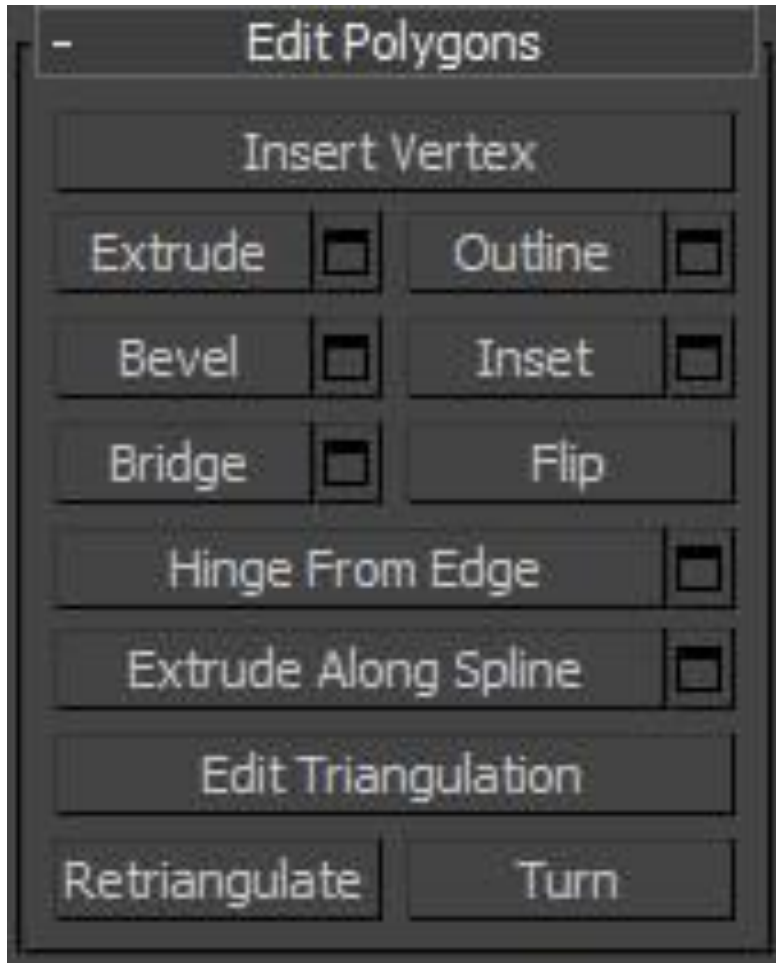 - Edit Polygons
Insert Vertex
Extrude Outline
Bevel Inset
Bridge Flip
Hinge From Edge
Extrude Along Spline
Edit Triangulation
Retriangulate Turn